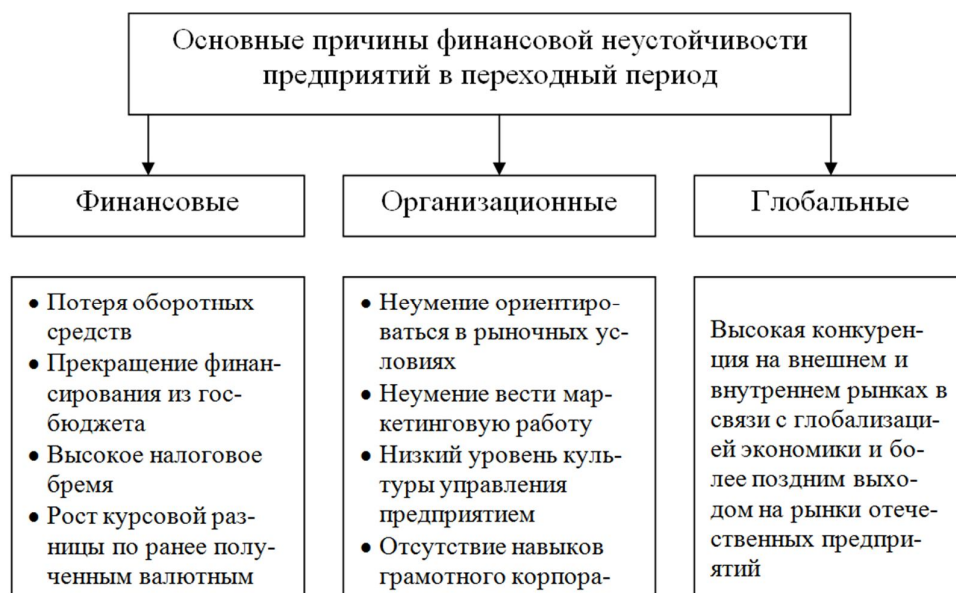 Основные причины финансовой неустойчивости
предприятий в переходный период
Финансовые
Организационные
Глобальные
• Потеря оборотных
средств
• Прекращение финан-
сирования из гос-
бюджета
• Высокое налоговое
бремя
• Рост курсовой раз-
ницы по ранее полу-
ченным валютным
• Неумение ориентиро-
ваться в рыночных ус-
ловиях
• Неумение вести мар-
кетинговую работу
• Низкий уровень куль-
туры управления
предприятием
• Отсутствие навыков
грамотного корпора-
Высокая конкурен-
ция на внешнем и
внутреннем рынках в
связи с глобализаци-
ей экономики и бо-
лее поздним выхо-
дом на рынки отече-
ственных предпри-
ятий